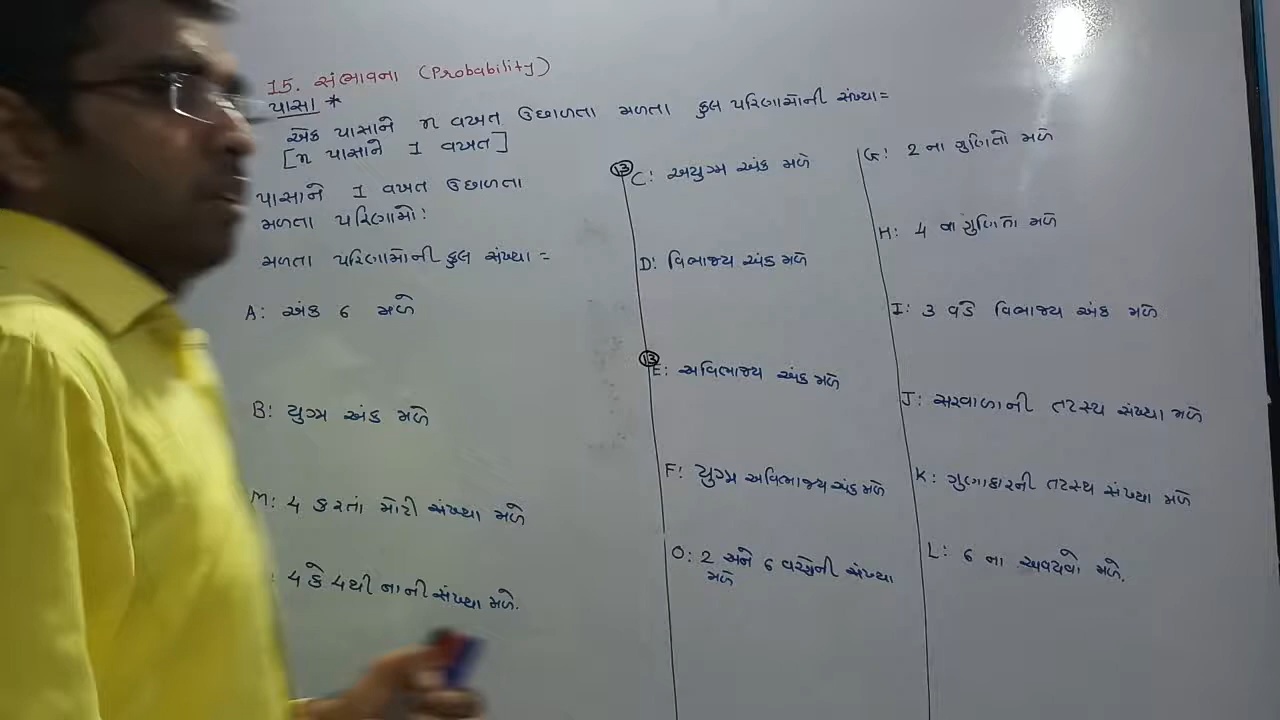 15. સંભાવના (Probability)
પાસા *
એક પાસાને n વખત ઉછાળતા મળતા કુલ પરિણામોની સંખ્યા =
[n પાસાને 1 વખત]
પાસાને 1 વખત ઉછાળતા
મળતા પરિણામો:
મળતા પરિણામોની કુલ સંખ્યા =
A: અંક 6 મળે
B: યુગ્મ અંક મળે
M: 4 કરતાં મોટી સંખ્યા મળે
: 4 કે 4થી નાની સંખ્યા મળે.
13 C: અયુગ્મ અંક મળે
D: વિભાજ્ય અંક મળે
13 E: અવિભાજ્ય અંક મળે
F: યુગ્મ અવિભાજ્ય અંક મળે
O: 2 અને 6 વચ્ચેની સંખ્યા
મળે
G: 2 ના ગુણિતો મળે
H: 4 ના ગુણિતો મળે
I: 3 વડે વિભાજ્ય અંક મળે
J: સરવાળાની તટસ્થ સંખ્યા મળે
K: ગુણાકારની તટસ્થ સંખ્યા મળે
L: 6 ના અવયવો મળે.